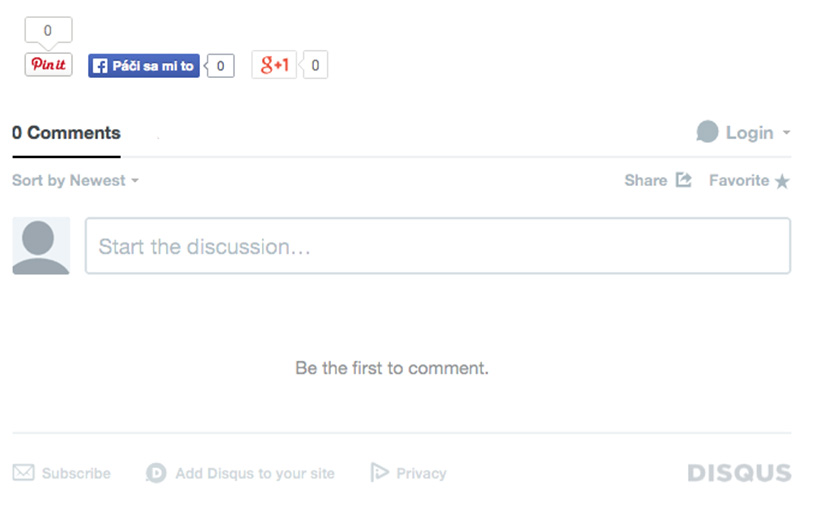 0
Pin it
Páči sa mi to 0
g+1 0
0 Comments
Login
Sort by Newest
Share Favorite
Start the discussion...
Be the first to comment.
Subscribe Add Disqus to your site Privacy DISQUS